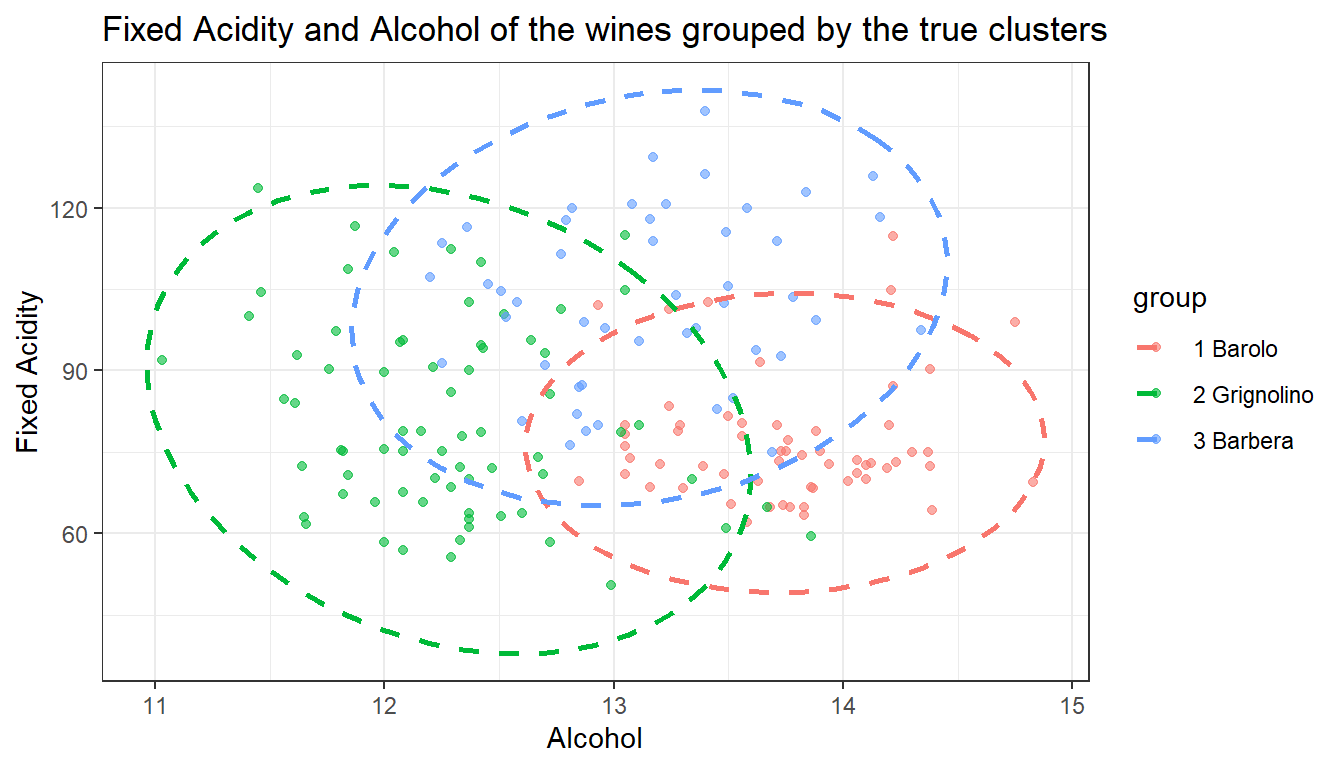 Fixed Acidity and Alcohol of the wines grouped by the true clusters
Fixed Acidity
120
90
60
11 12 13 14 15
Alcohol
group
1 Barolo
2 Grignolino
3 Barbera